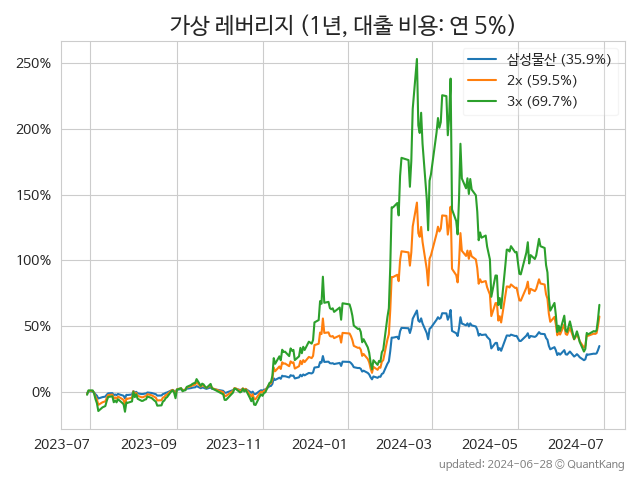 가상 레버리지 (1년, 대출 비용: 연 5%)
삼성물산 (35.9%)
2x (59.5%)
3x (69.7%)
250%
200%
150%
100%
50%
0%
2023-07 2023-09 2023-11 2024-01 2024-03 2024-05 2024-07
updated: 2024-06-28 © QuantKang